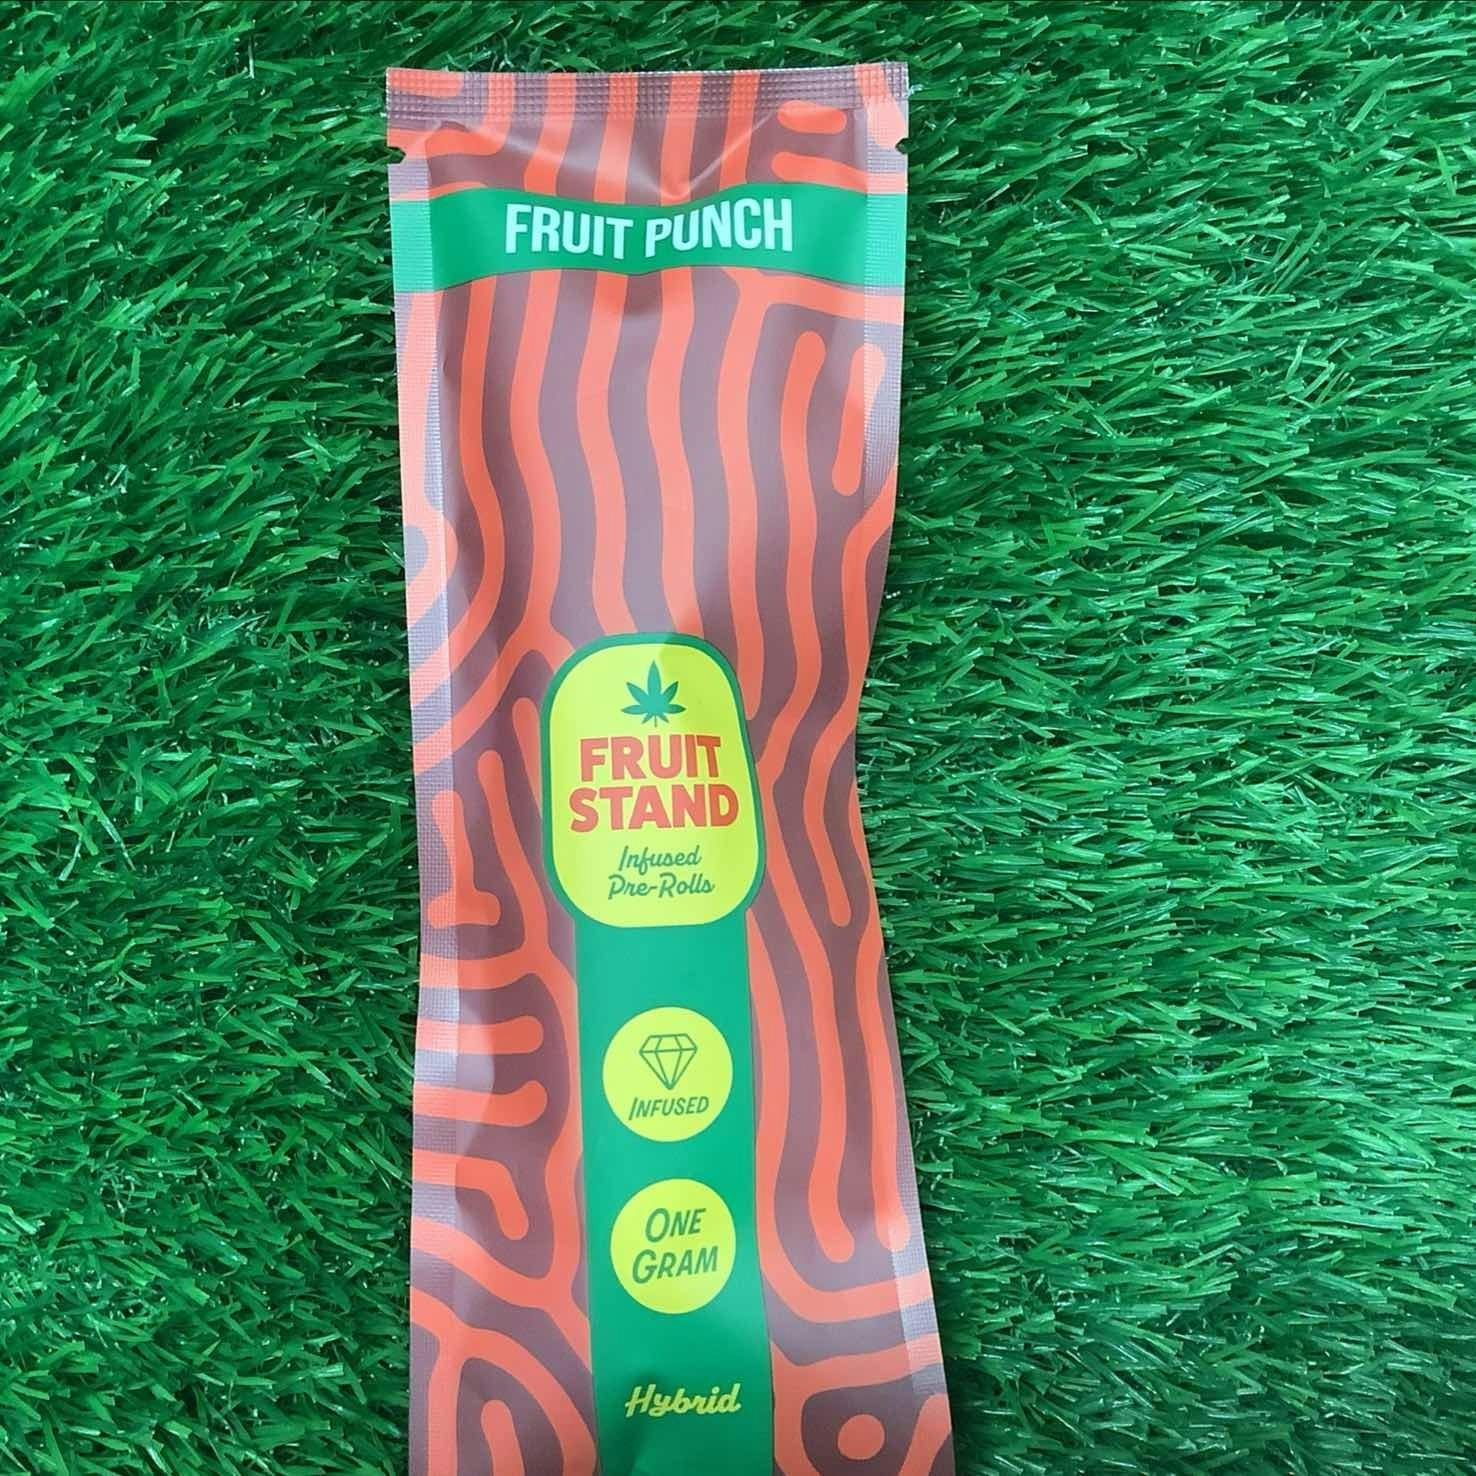 FRUIT PUNCH
FRUIT
STAND
Infused
Pre-Rolls
INFUSED
ONE
GRAM
Hybrid